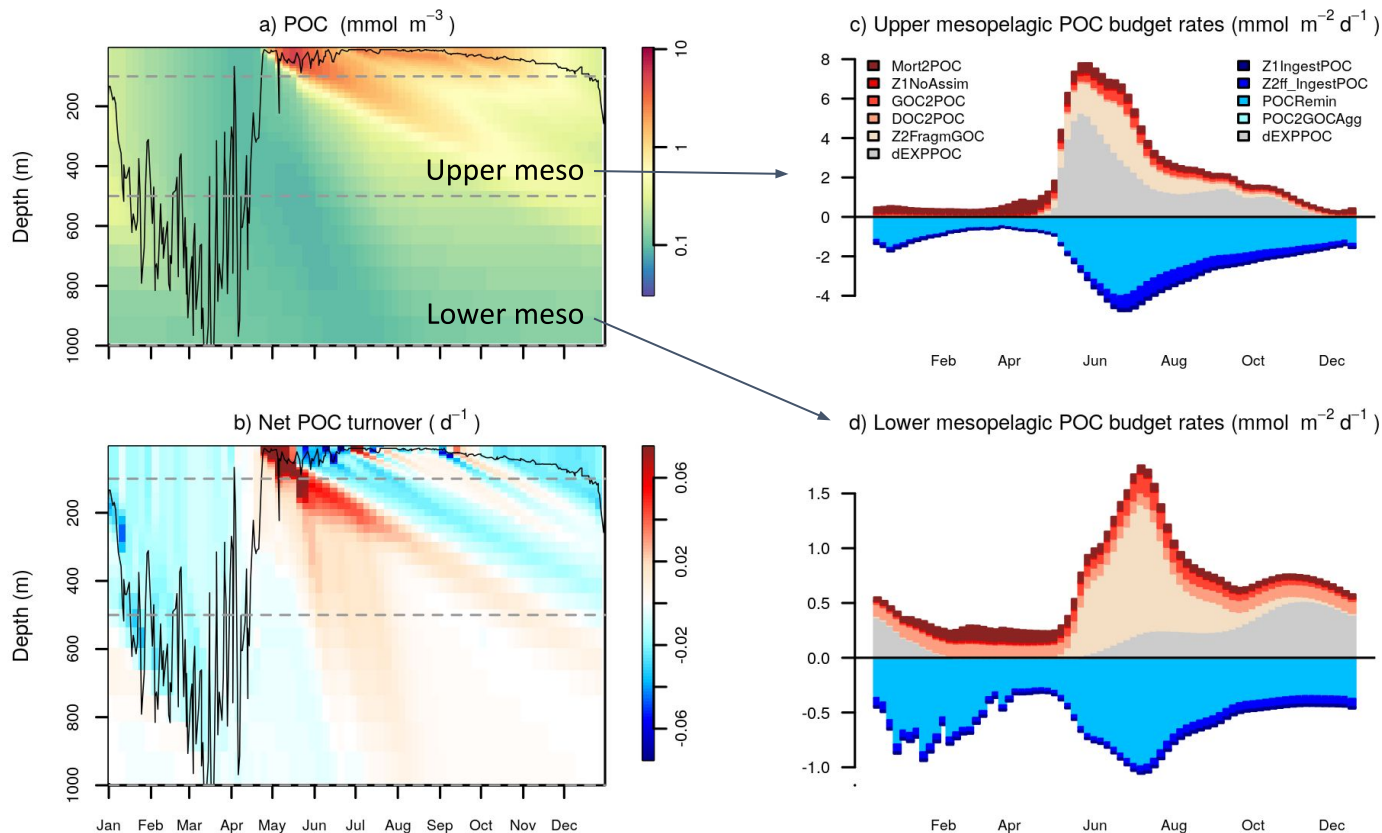 a) POC (mmol m⁻³)
10
1
0.1
Depth (m)
200
400
600
800
1000
Upper meso
Lower meso
c) Upper mesopelagic POC budget rates (mmol m⁻² d⁻¹)
8
6
4
2
0
-2
-4
Mort2POC
Z1NoAssim
GOC2POC
DOC2POC
Z2FragmGOC
dEXPPOC
Z1IngestPOC
Z2ff_IngestPOC
POCRemin
POC2GOCAgg
dEXPPOC
Feb Apr Jun Aug Oct Dec
b) Net POC turnover ( d⁻¹ )
0.06
0.02
-0.02
-0.06
Depth (m)
200
400
600
800
1000
Jan Feb Mar Apr May Jun Jul Aug Sep Oct Nov Dec
d) Lower mesopelagic POC budget rates (mmol m⁻² d⁻¹)
1.5
1.0
0.5
0.0
-0.5
-1.0
Feb Apr Jun Aug Oct Dec